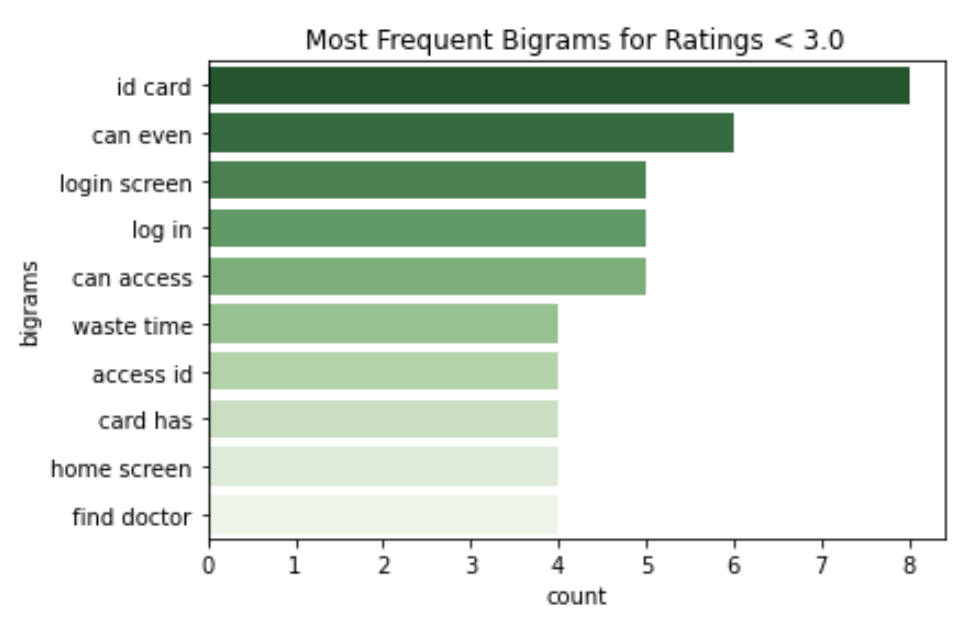 Most Frequent Bigrams for Ratings < 3.0
id card
can even
login screen
log in
can access
waste time
access id
card has
home screen
find doctor
bigrams
0 1 2 3 4 5 6 7 8
count